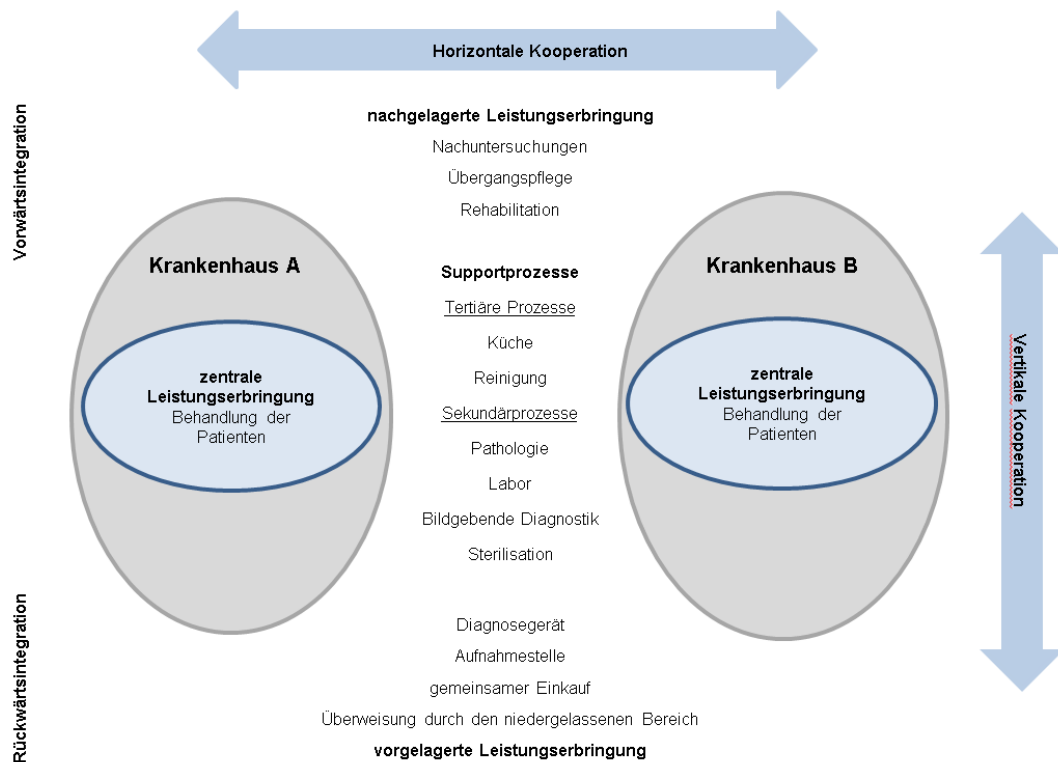 Horizontale Kooperation
Vorwärtsintegration
nachgelagerte Leistungserbringung
Nachuntersuchungen
Übergangspflege
Rehabilitation
Krankenhaus A
zentrale
Leistungserbringung
Behandlung der
Patienten
Supportprozesse
Tertiäre Prozesse
Küche
Reinigung
Sekundärprozesse
Pathologie
Labor
Bildgebende Diagnostik
Sterilisation
Krankenhaus B
zentrale
Leistungserbringung
Behandlung der
Patienten
Vertikale Kooperation
Rückwärtsintegration
Diagnosegerät
Aufnahmestelle
gemeinsamer Einkauf
Überweisung durch den niedergelassenen Bereich
vorgelagerte Leistungserbringung